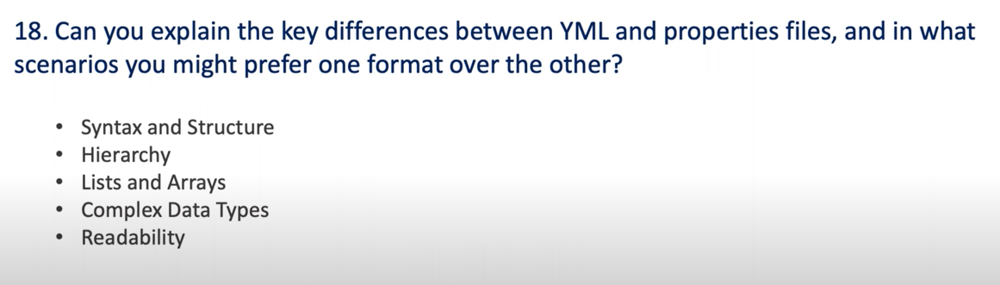 18. Can you explain the key differences between YML and properties files, and in what
scenarios you might prefer one format over the other?
• Syntax and Structure
• Hierarchy
• Lists and Arrays
• Complex Data Types
• Readability